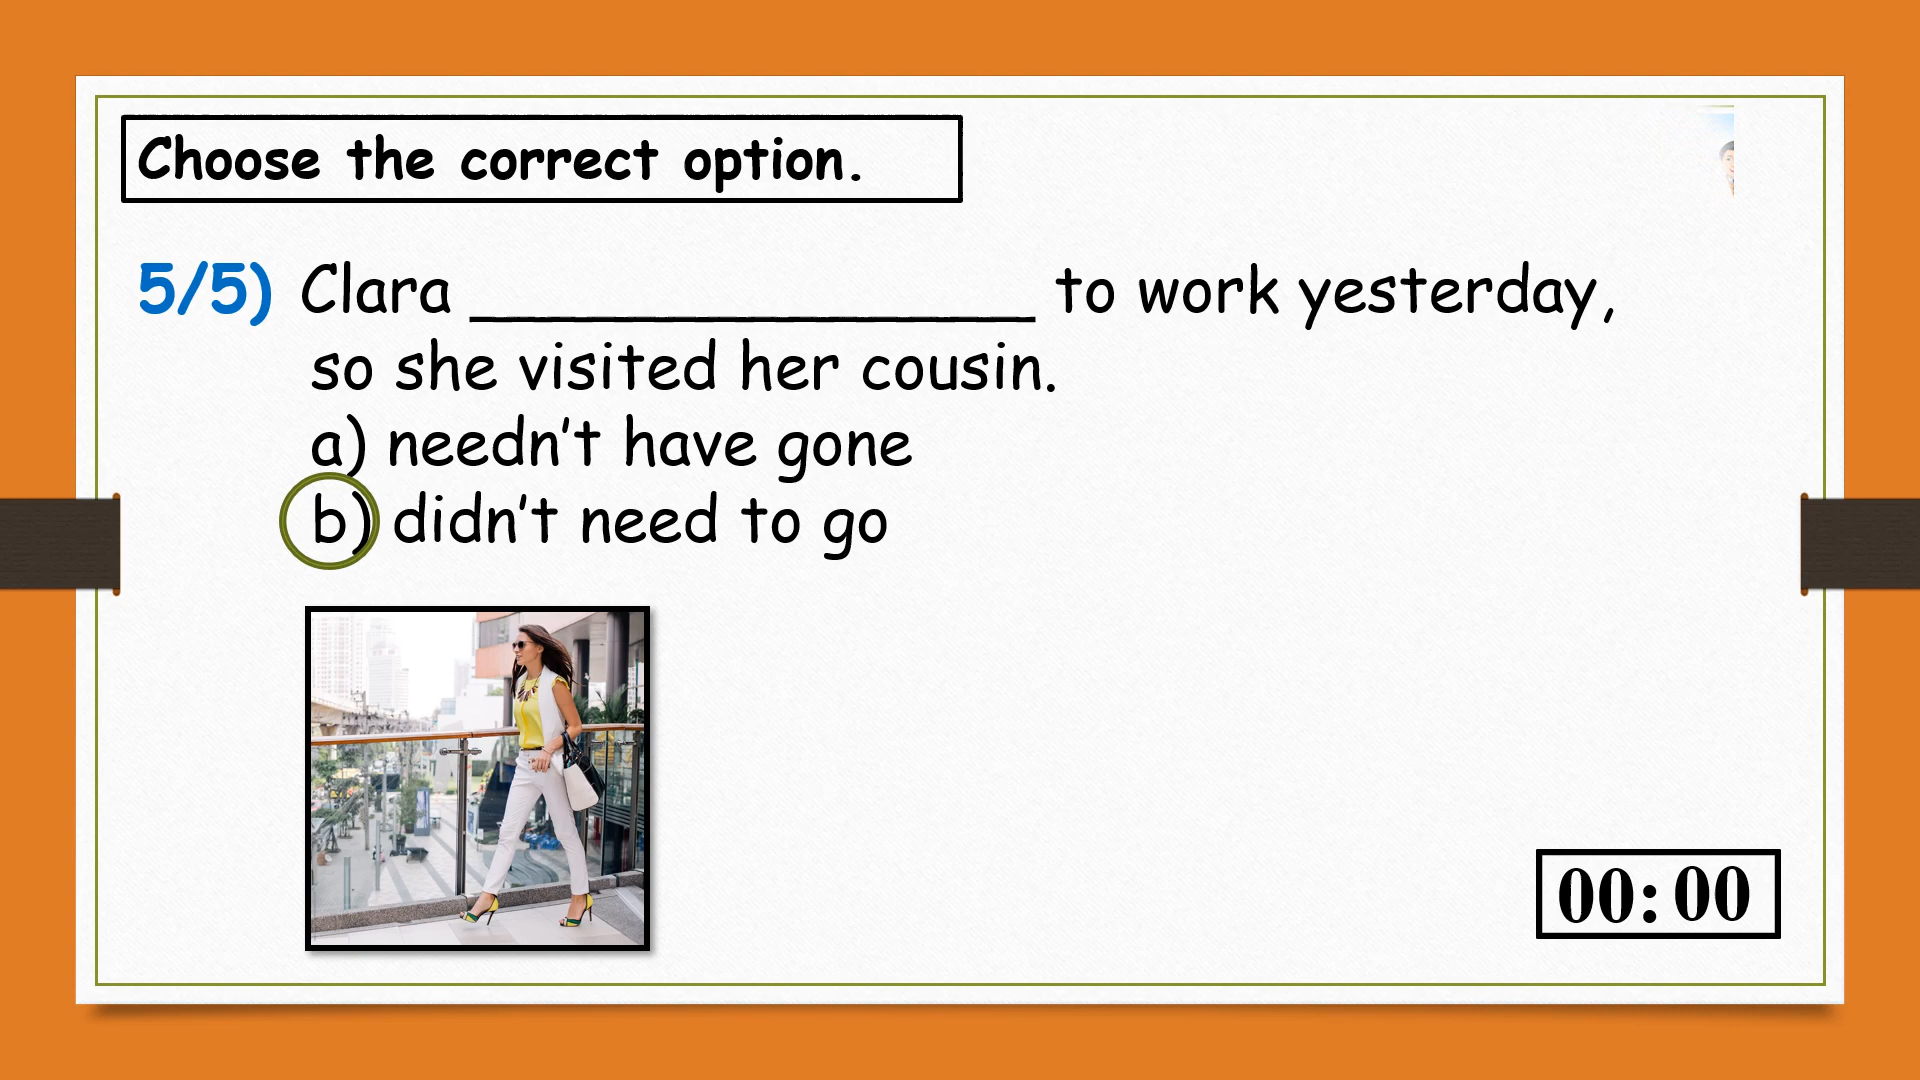 Choose the correct option.
5/5) Clara _________________ to work yesterday,
so she visited her cousin.
a) needn’t have gone
b) didn’t need to go
00:00